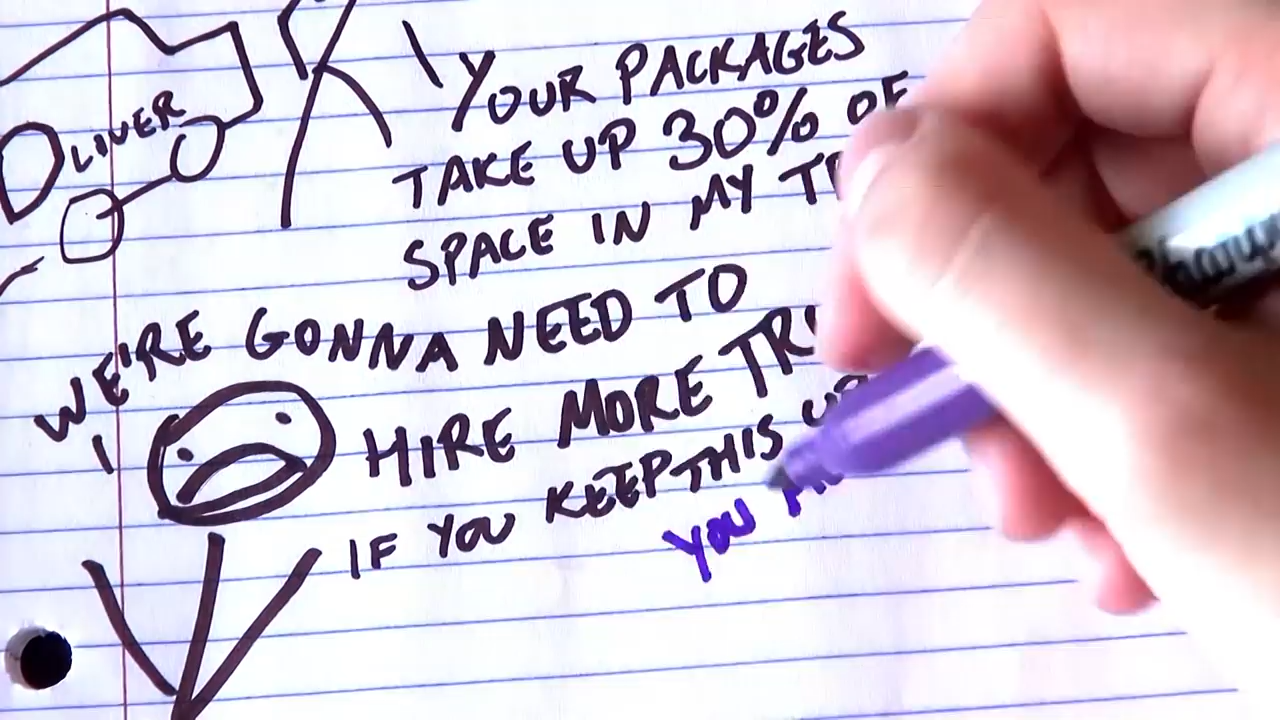 OLIVER
YOUR PACKAGES
TAKE UP 30% OF
SPACE IN MY
WE'RE GONNA NEED TO
HIRE MORE
IF YOU KEEP THIS
YOU